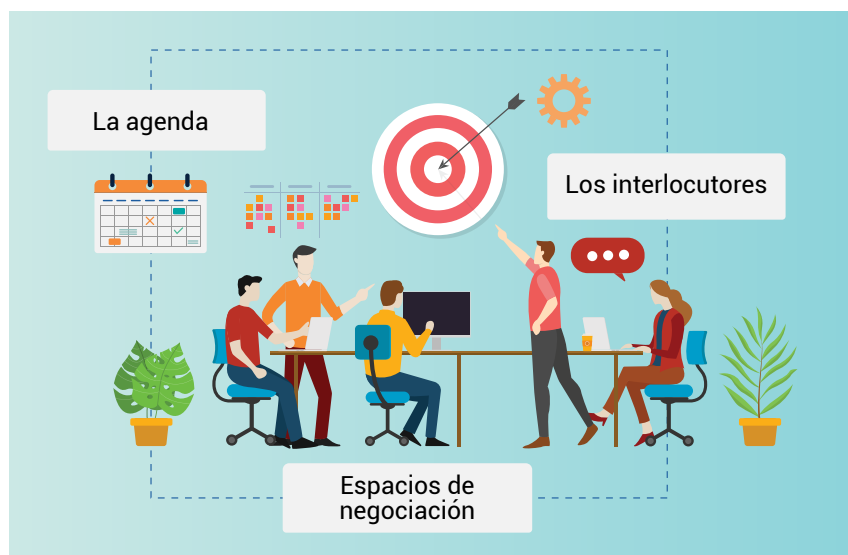 La agenda
Los interlocutores
Espacios de
negociación